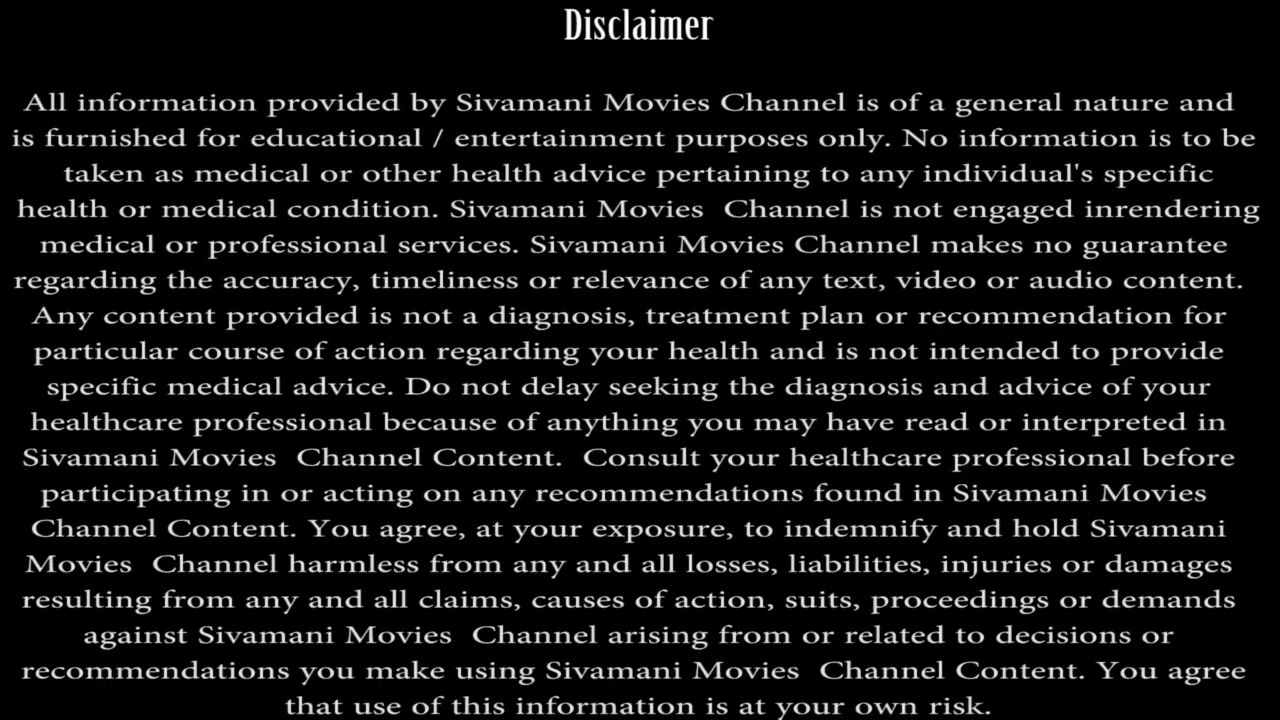 Disclaimer
All information provided by Sivamani Movies Channel is of a general nature and
is furnished for educational / entertainment purposes only. No information is to be
taken as medical or other health advice pertaining to any individual's specific
health or medical condition. Sivamani Movies  Channel is not engaged inrendering
medical or professional services. Sivamani Movies Channel makes no guarantee
regarding the accuracy, timeliness or relevance of any text, video or audio content.
Any content provided is not a diagnosis, treatment plan or recommendation for
particular course of action regarding your health and is not intended to provide
specific medical advice. Do not delay seeking the diagnosis and advice of your
healthcare professional because of anything you may have read or interpreted in
Sivamani Movies  Channel Content.  Consult your healthcare professional before
participating in or acting on any recommendations found in Sivamani Movies
Channel Content. You agree, at your exposure, to indemnify and hold Sivamani
Movies  Channel harmless from any and all losses, liabilities, injuries or damages
resulting from any and all claims, causes of action, suits, proceedings or demands
against Sivamani Movies  Channel arising from or related to decisions or
recommendations you make using Sivamani Movies  Channel Content. You agree
that use of this information is at your own risk.